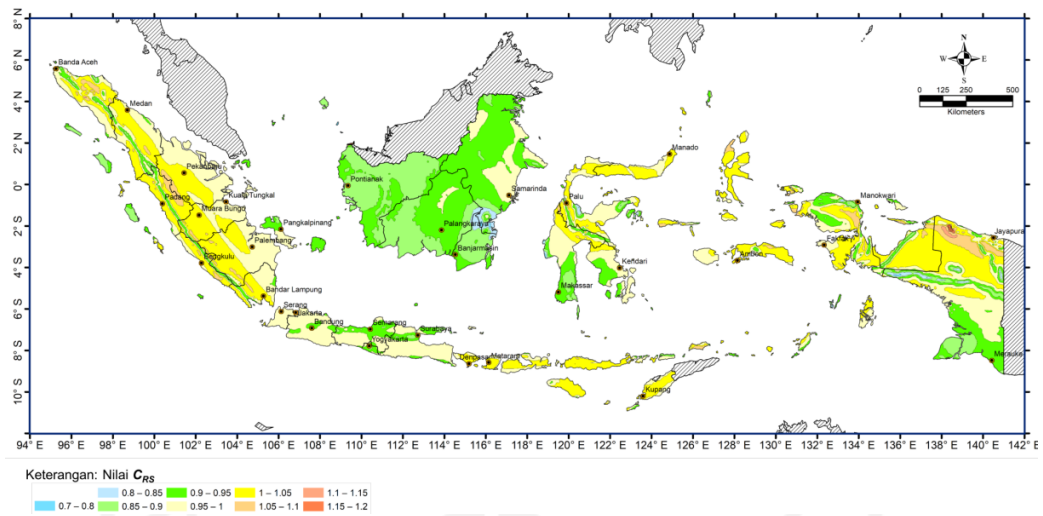 8° N
6° N
4° N
2° N
0°
2° S
4° S
6° S
8° S
10° S
N
W
E
S
0 125 250 500
Kilometers
Banda Aceh
Medan
Pekanbaru
Kuala Tungkal
Padang
Muara Bungo
Pangkalpinang
Palembang
Bengkulu
Bandar Lampung
Serang
Jakarta
Bandung
Semarang
Surabaya
Yogyakarta
Denpasar
Mataram
Kupang
Pontianak
Samarinda
Palangkaraya
Banjarmasin
Manado
Palu
Kendari
Makassar
Ambon
Manokwari
Jayapura
Merauke
94° E 96° E 98° E 100° E 102° E 104° E 106° E 108° E 110° E 112° E 114° E 116° E 118° E 120° E 122° E 124° E 126° E 128° E 130° E 132° E 134° E 136° E 138° E 140° E 142° E
Keterangan: Nilai CRS
0.8 – 0.85 0.9 – 0.95 1 – 1.05 1.1 – 1.15
0.7 – 0.8 0.85 – 0.9 0.95 – 1 1.05 – 1.1 1.15 – 1.2